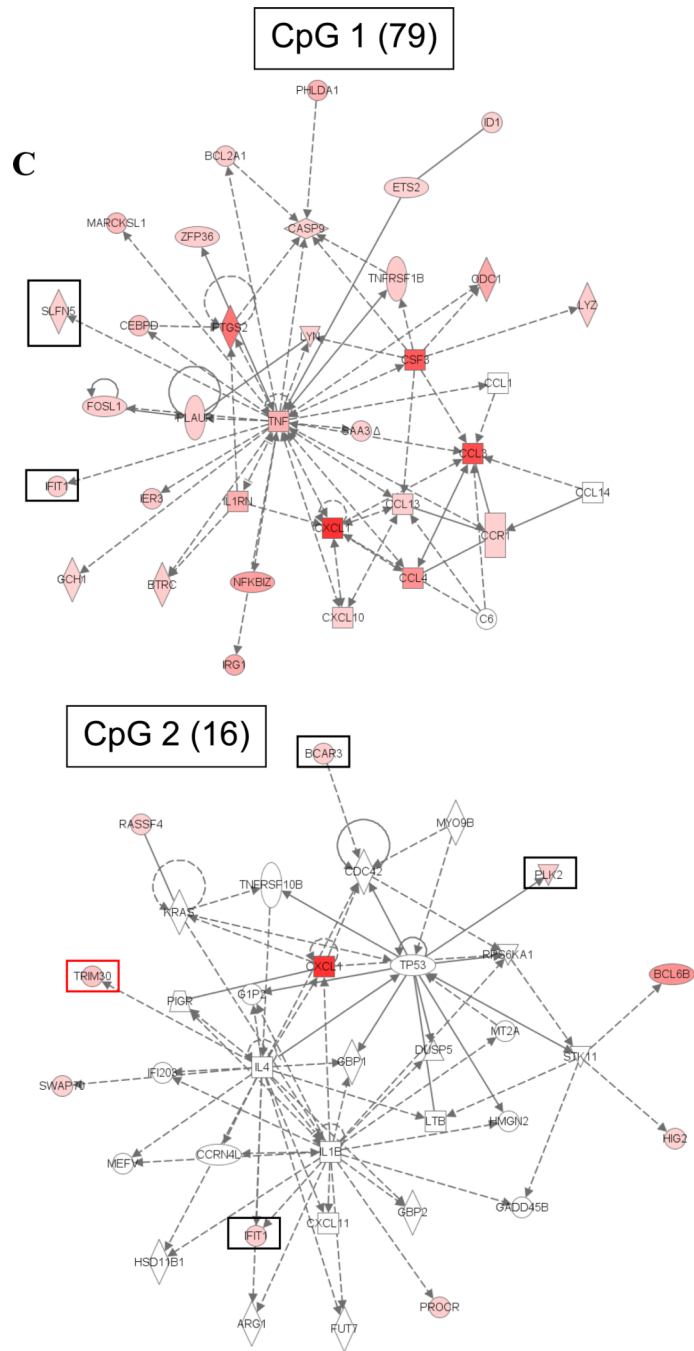 CpG 1 (79)
C
PHLDA1
ID1
BCL2A1
ETS2
MARCKSL1
ZFP36
CASP9
TNFRSF1B
ODC1
SLFN5
LYZ
CEBPD
PTGS2
LYN
CSF3
CCL1
FOSL1
PLAUR
TNF
SAA3 Δ
CCL3
IFIT1
IER3
IL1RN
CCL13
CCL14
CXCL1
CCR1
GCH1
BTRC
NFKBIZ
CCL4
CXCL10
C6
IRG1
CpG 2 (16)
BCAR3
RASSF4
MYO9B
CDC42
TNFRSF10B
PLK2
KRAS
RPS6KA1
TRIM30
CXCL1
TP53
BCL6B
PIGR
G1P2
MT2A
DUSP5
STK11
GBP1
IL4
IFI203
SWAP70
LTB
HMGN2
HIG2
MEFV
CCRN4L
IL1B
GADD45B
GBP2
CXCL11
IFIT1
HSD11B1
PROCR
ARG1
FUT7